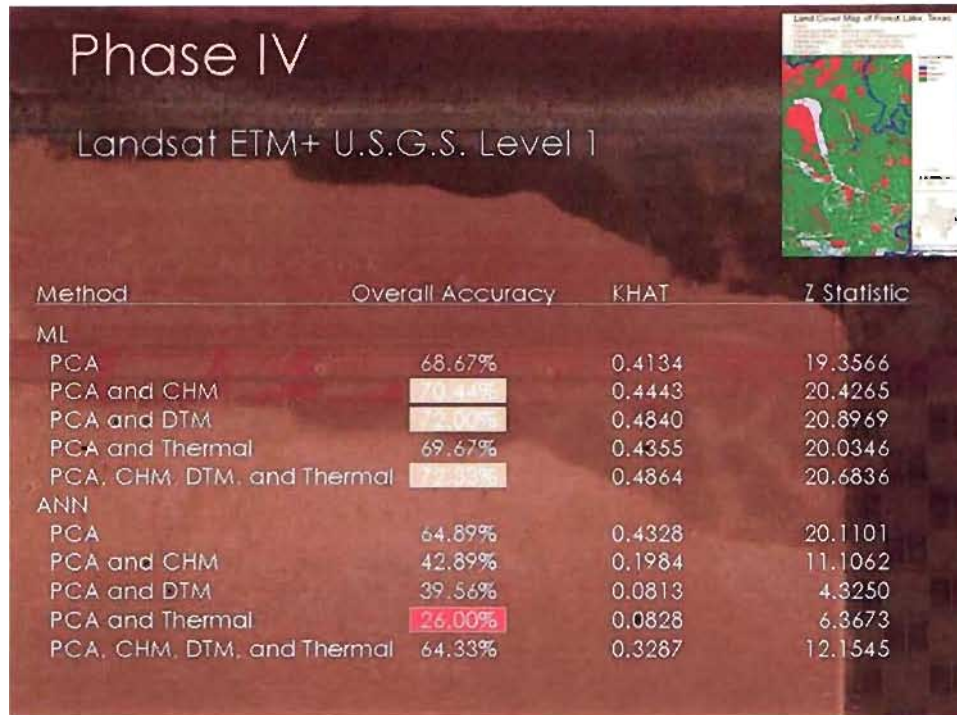 Phase IV
Land Cover Map of Forest Lake, Texas
Landsat ETM+ U.S.G.S. Level 1
Method Overall Accuracy KHAT Z Statistic
ML
PCA 68.67% 0.4134 19.3566
PCA and CHM 70.44% 0.4443 20.4265
PCA and DTM 72.00% 0.4840 20.8969
PCA and Thermal 69.67% 0.4355 20.0346
PCA, CHM, DTM, and Thermal 72.33% 0.4864 20.6836
ANN
PCA 64.89% 0.4328 20.1101
PCA and CHM 42.89% 0.1984 11.1062
PCA and DTM 39.56% 0.0813 4.3250
PCA and Thermal 26.00% 0.0828 6.3673
PCA, CHM, DTM, and Thermal 64.33% 0.3287 12.1545